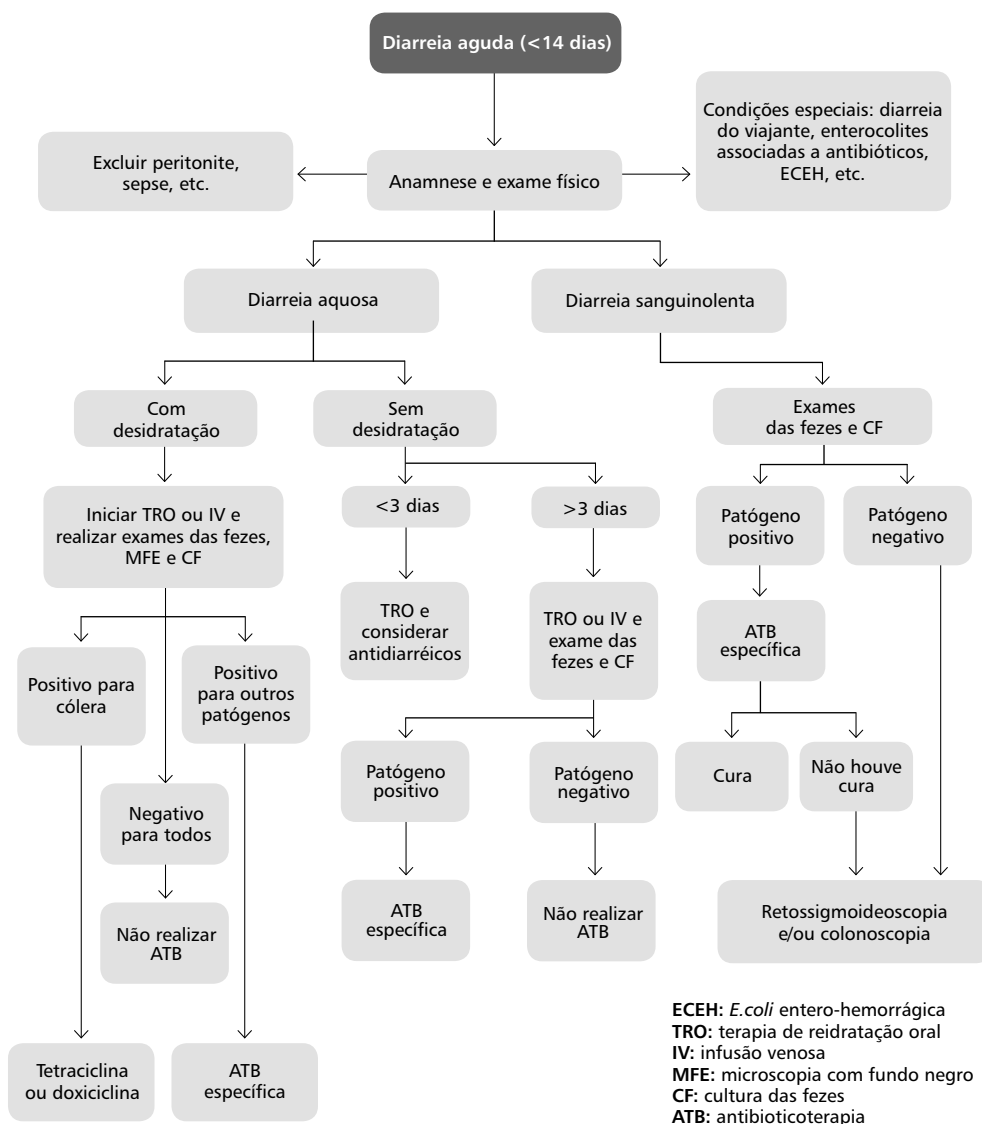 Diarreia aguda (<14 dias)
Condições especiais: diarreia
do viajante, enterocolites
associadas a antibióticos,
ECEH, etc.
Excluir peritonite,
sepse, etc.
Anamnese e exame físico
Diarreia aquosa
Diarreia sanguinolenta
Com
desidratação
Sem
desidratação
Exames
das fezes e CF
Iniciar TRO ou IV e
realizar exames das fezes,
MFE e CF
<3 dias
>3 dias
Patógeno
positivo
Patógeno
negativo
TRO e
considerar
antidiarréicos
TRO ou IV e
exame das
fezes e CF
ATB
específica
Positivo para
cólera
Positivo
para outros
patógenos
Negativo
para todos
Não realizar
ATB
Patógeno
positivo
Patógeno
negativo
Cura
Não houve
cura
ATB
específica
Não realizar
ATB
Retossigmoideoscopia
e/ou colonoscopia
Tetraciclina
ou doxiciclina
ATB
específica
ECEH: E.coli entero-hemorrágica
TRO: terapia de reidratação oral
IV: infusão venosa
MFE: microscopia com fundo negro
CF: cultura das fezes
ATB: antibioticoterapia